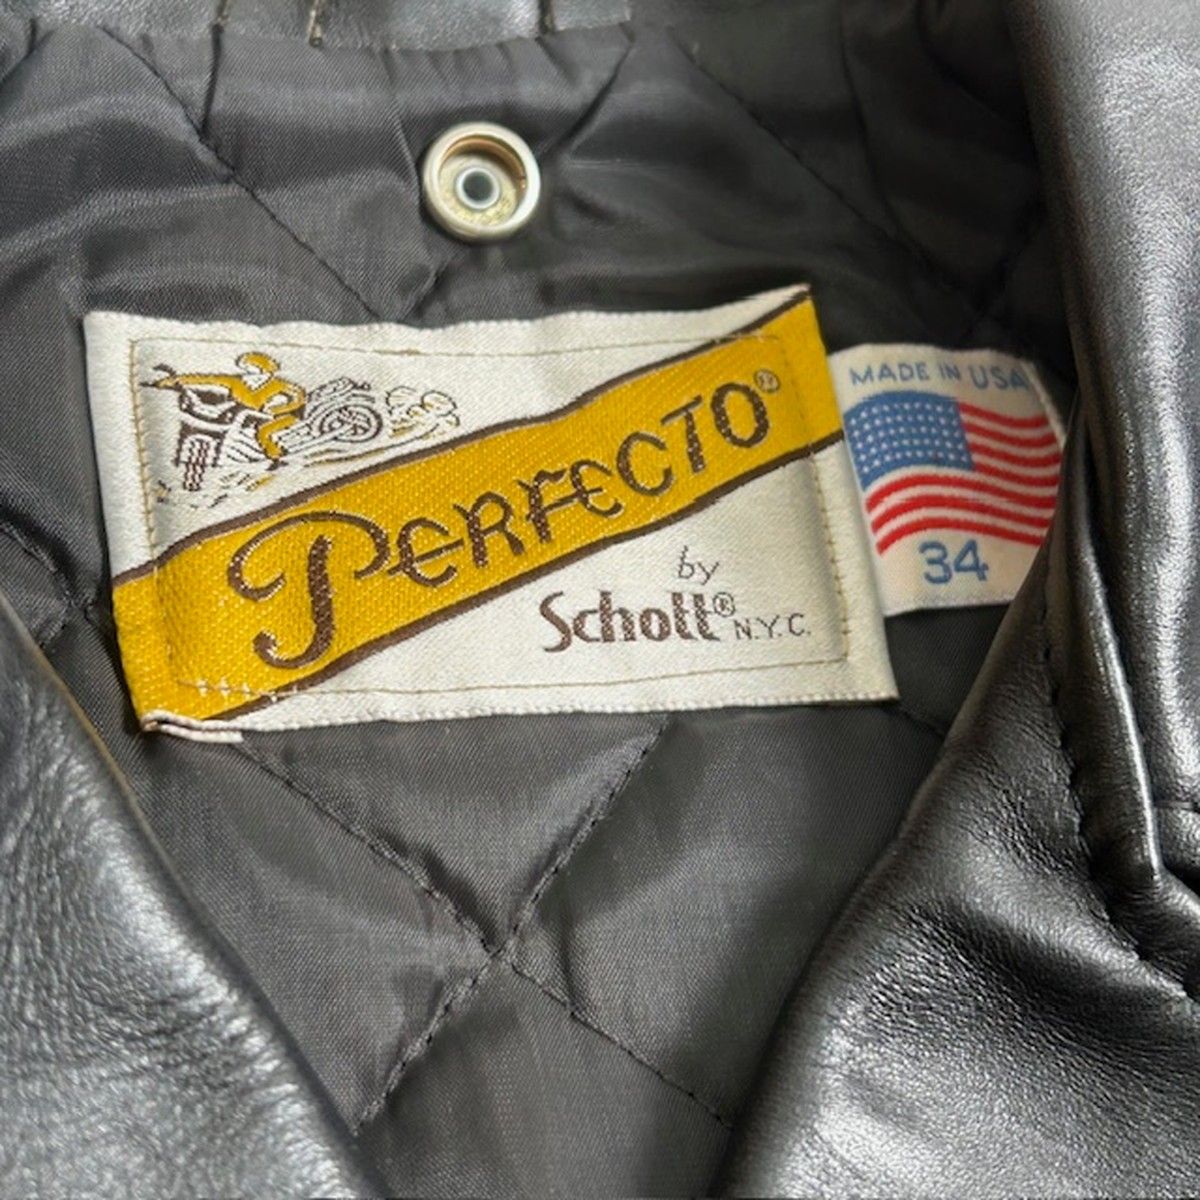 PERFECTO®
by
Schott®
N.Y.C.
MADE IN USA
34